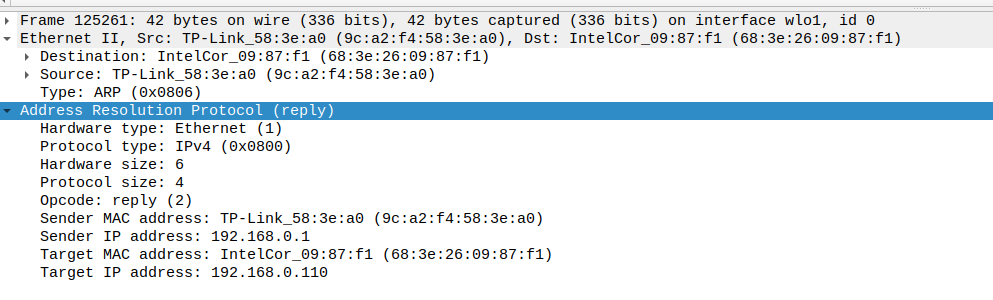 Frame 125261: 42 bytes on wire (336 bits), 42 bytes captured (336 bits) on interface wlo1, id 0
Ethernet II, Src: TP-Link_58:3e:a0 (9c:a2:f4:58:3e:a0), Dst: IntelCor_09:87:f1 (68:3e:26:09:87:f1)
Destination: IntelCor_09:87:f1 (68:3e:26:09:87:f1)
Source: TP-Link_58:3e:a0 (9c:a2:f4:58:3e:a0)
Type: ARP (0x0806)
Address Resolution Protocol (reply)
Hardware type: Ethernet (1)
Protocol type: IPv4 (0x0800)
Hardware size: 6
Protocol size: 4
Opcode: reply (2)
Sender MAC address: TP-Link_58:3e:a0 (9c:a2:f4:58:3e:a0)
Sender IP address: 192.168.0.1
Target MAC address: IntelCor_09:87:f1 (68:3e:26:09:87:f1)
Target IP address: 192.168.0.110